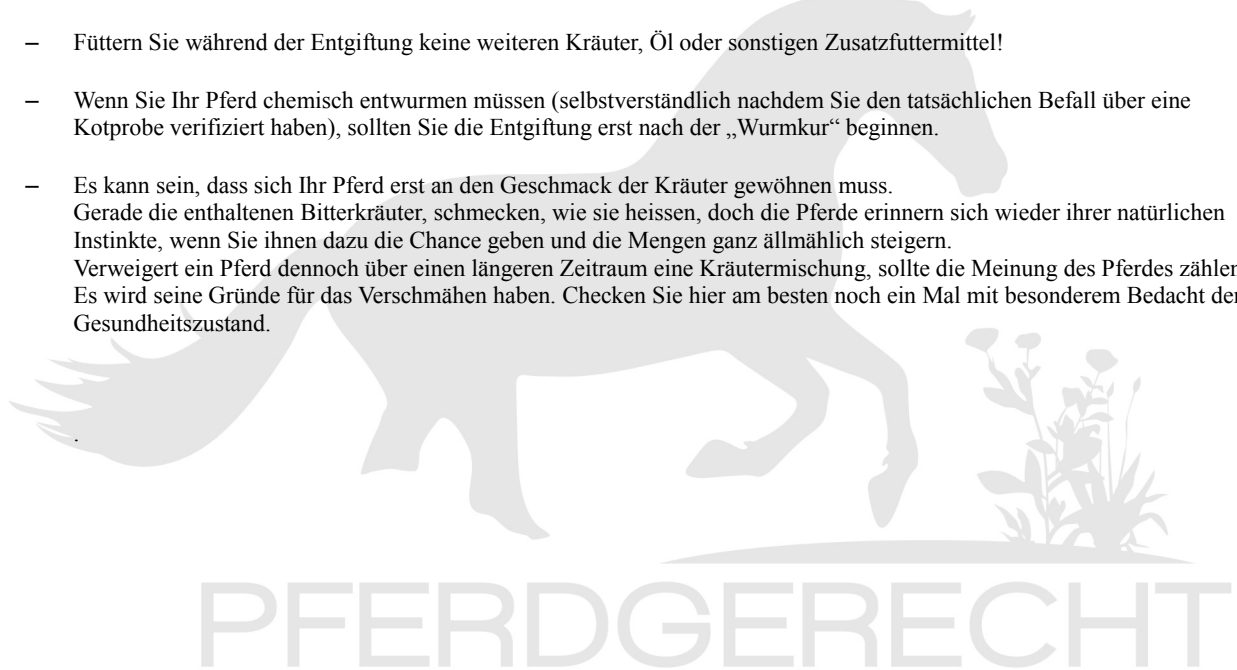 – Füttern Sie während der Entgiftung keine weiteren Kräuter, Öl oder sonstigen Zusatzfuttermittel!
– Wenn Sie Ihr Pferd chemisch entwurmen müssen (selbstverständlich nachdem Sie den tatsächlichen Befall über eine
Kotprobe verifiziert haben), sollten Sie die Entgiftung erst nach der „Wurmkur“ beginnen.
– Es kann sein, dass sich Ihr Pferd erst an den Geschmack der Kräuter gewöhnen muss.
Gerade die enthaltenen Bitterkräuter, schmecken, wie sie heissen, doch die Pferde erinnern sich wieder ihrer natürlichen
Instinkte, wenn Sie ihnen dazu die Chance geben und die Mengen ganz ällmählich steigern.
Verweigert ein Pferd dennoch über einen längeren Zeitraum eine Kräutermischung, sollte die Meinung des Pferdes zählen
Es wird seine Gründe für das Verschmähen haben. Checken Sie hier am besten noch ein Mal mit besonderem Bedacht
Gesundheitszustand.
.
PFERDGERECHT